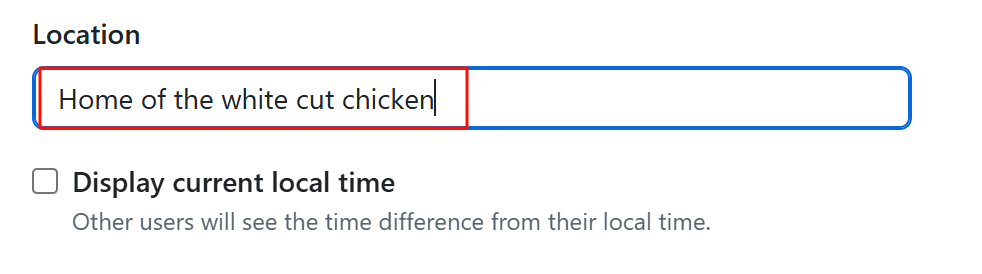 Location
Home of the white cut chicken
Display current local time
Other users will see the time difference from their local time.